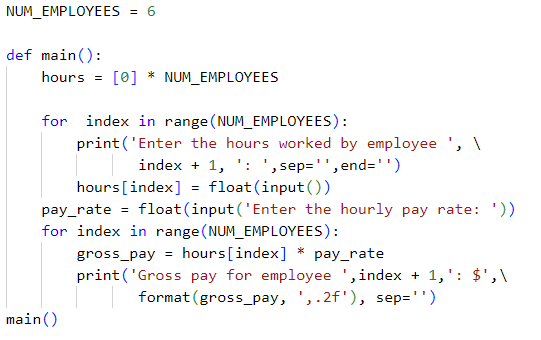 NUM_EMPLOYEES = 6
def main():
    hours = [0] * NUM_EMPLOYEES
    for  index in range(NUM_EMPLOYEES):
        print('Enter the hours worked by employee ', \
               index + 1, ': ',sep='',end='')
        hours[index] = float(input())
    pay_rate = float(input('Enter the hourly pay rate: '))
    for index in range(NUM_EMPLOYEES):
        gross_pay = hours[index] * pay_rate
        print('Gross pay for employee ',index + 1,': $',\
               format(gross_pay, ',.2f'), sep='')
main()